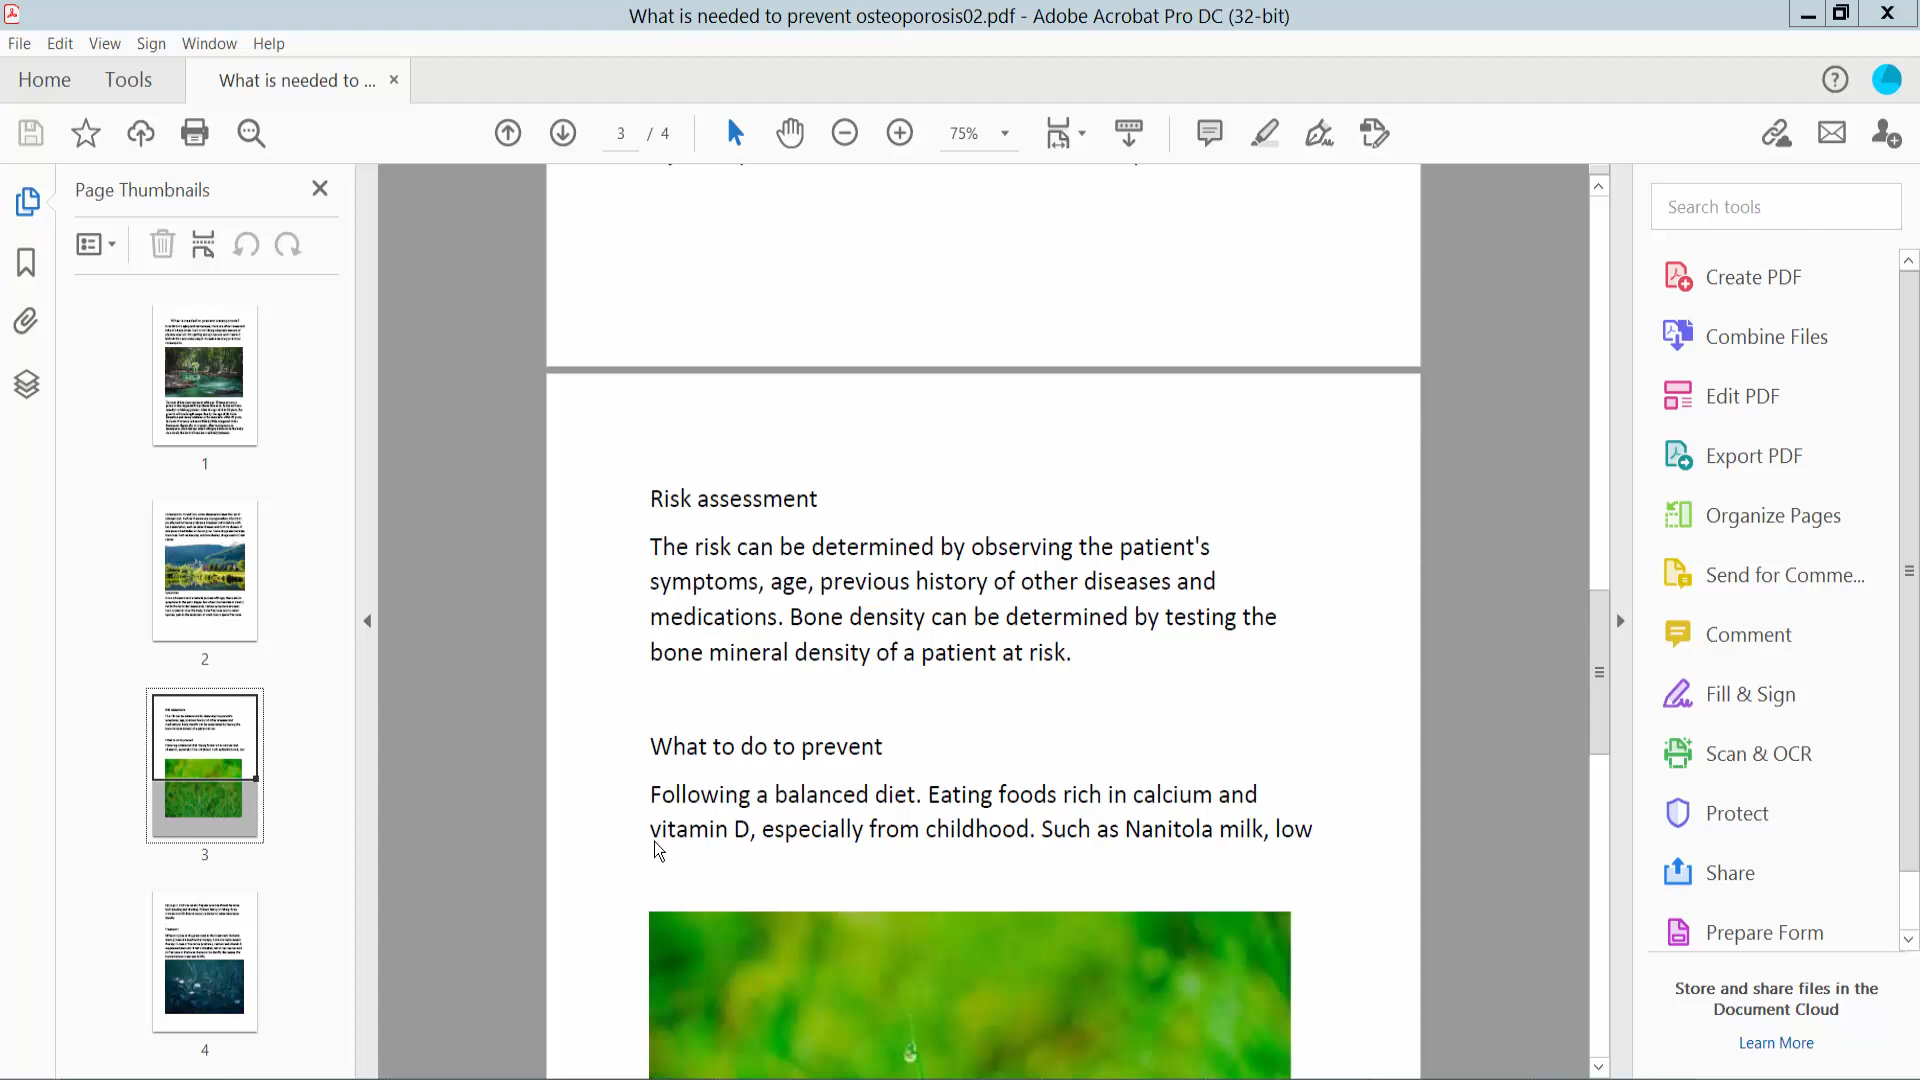 What is needed to prevent osteoporosis02.pdf - Adobe Acrobat Pro DC (32-bit)
File Edit View Sign Window Help
Home Tools What is needed to ...
3 / 4 75%
Page Thumbnails
1
2
3
4
Risk assessment
The risk can be determined by observing the patient's
symptoms, age, previous history of other diseases and
medications. Bone density can be determined by testing the
bone mineral density of a patient at risk.
What to do to prevent
Following a balanced diet. Eating foods rich in calcium and
vitamin D, especially from childhood. Such as Nanitola milk, low
Search tools
Create PDF
Combine Files
Edit PDF
Export PDF
Organize Pages
Send for Comme...
Comment
Fill & Sign
Scan & OCR
Protect
Share
Prepare Form
Store and share files in the
Document Cloud
Learn More